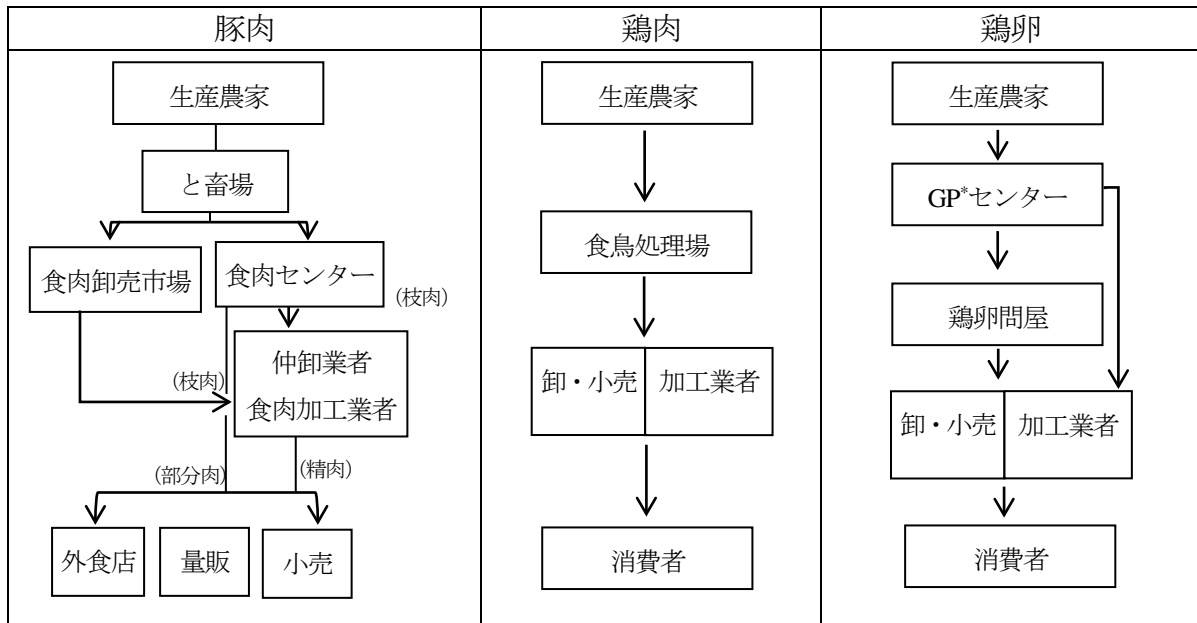 豚肉
生産農家
と畜場
食肉卸売市場
食肉センター
(枝肉)
仲卸業者
食肉加工業者
(枝肉)
(部分肉)
(精肉)
外食店
量販
小売
鶏肉
生産農家
食鳥処理場
卸・小売
加工業者
消費者
鶏卵
生産農家
GP*センター
鶏卵問屋
卸・小売
加工業者
消費者